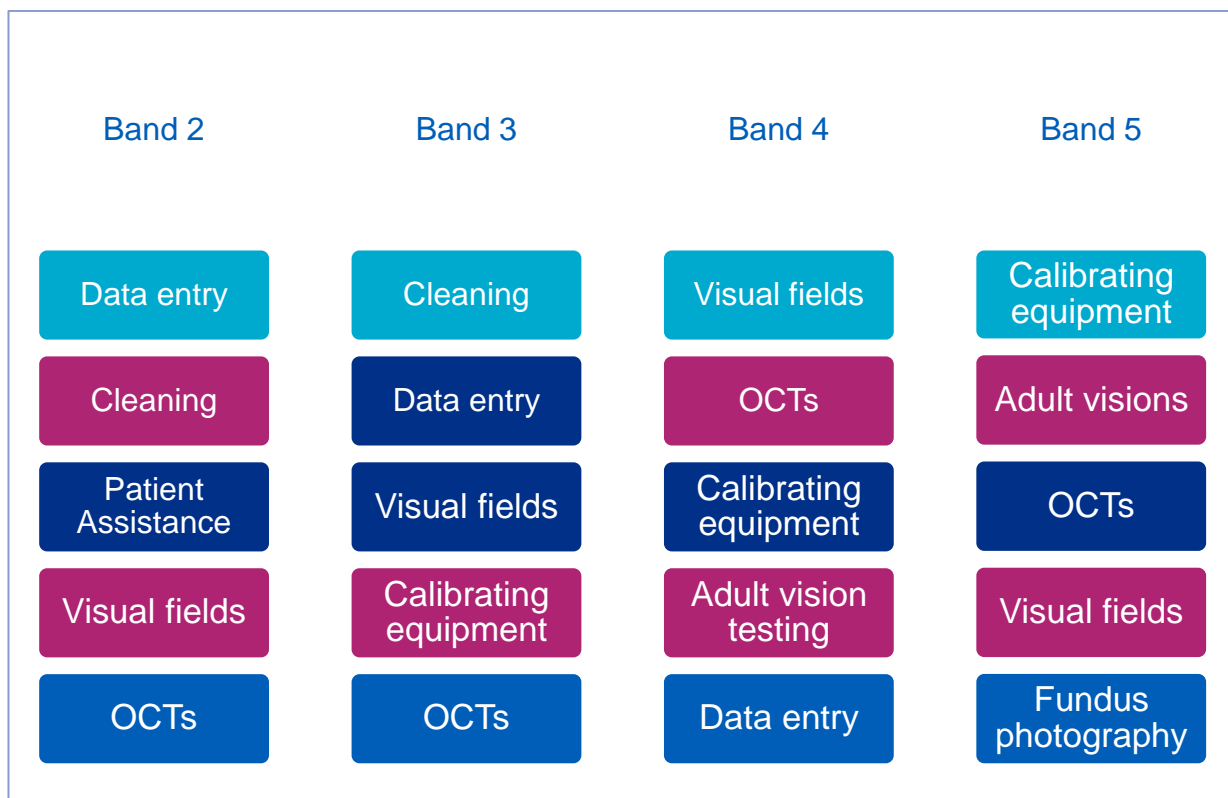 Band 2
Band 3
Band 4
Band 5
Data entry
Cleaning
Visual fields
Calibrating
equipment
Cleaning
Data entry
OCTs
Adult visions
Patient
Assistance
Visual fields
Calibrating
equipment
OCTs
Visual fields
Calibrating
equipment
Adult vision
testing
Visual fields
OCTs
OCTs
Data entry
Fundus
photography